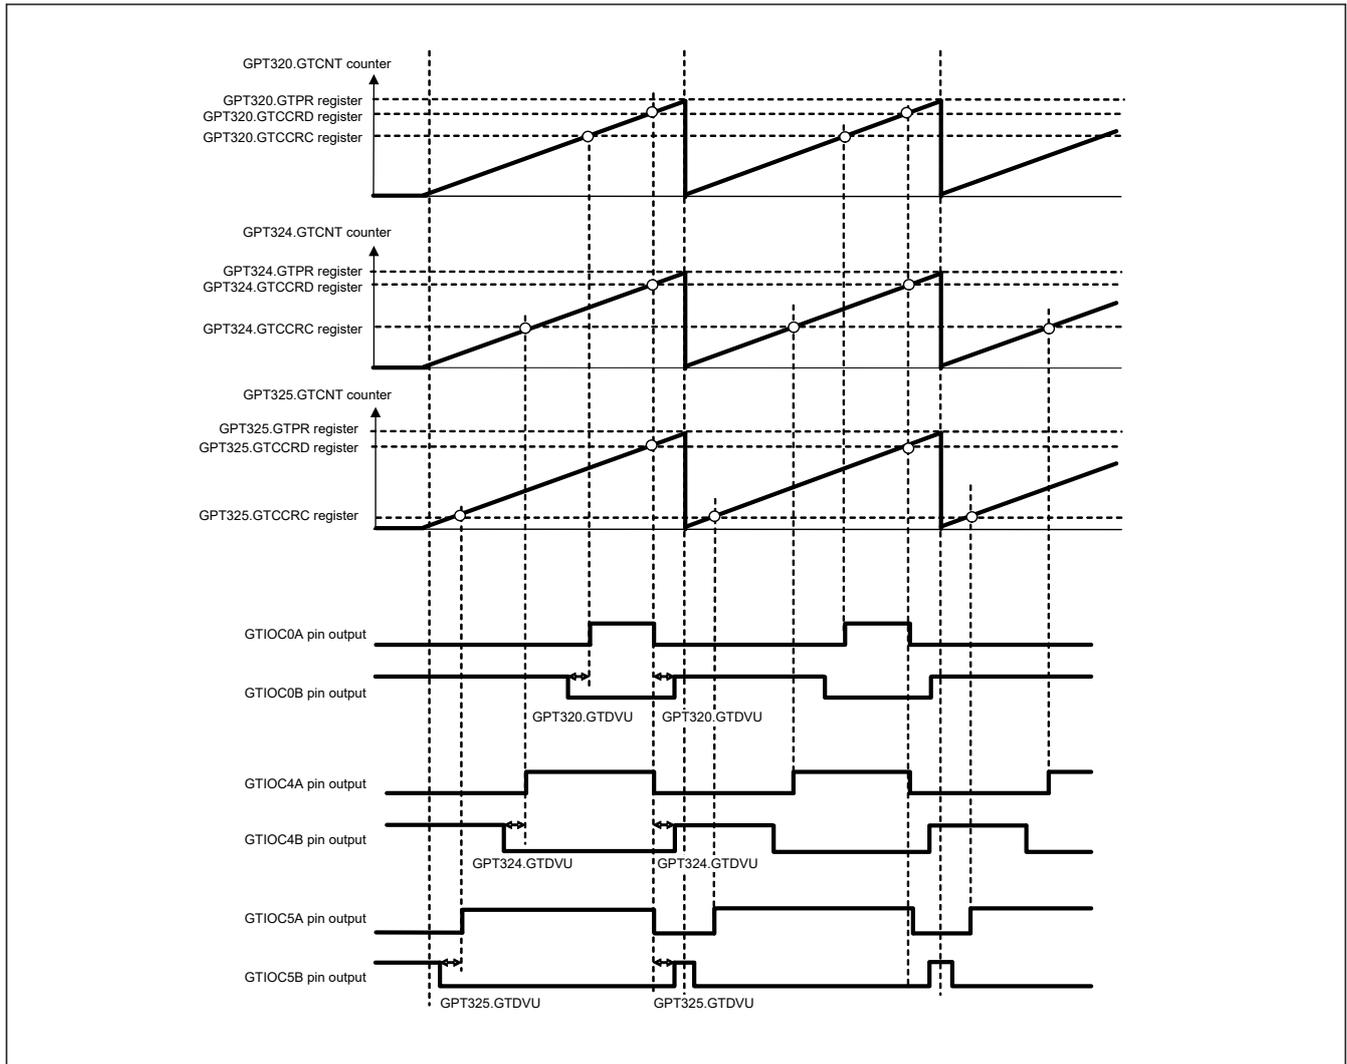 GPT320.GTCNT counter
GPT320.GTPR register
GPT320.GTCCRD register
GPT320.GTCCRC register
GPT324.GTCNT counter
GPT324.GTPR register
GPT324.GTCCRD register
GPT324.GTCCRC register
GPT325.GTCNT counter
GPT325.GTPR register
GPT325.GTCCRD register
GPT325.GTCCRC register
GTIOC0A pin output
GTIOC0B pin output
GPT320.GTDVU GPT320.GTDVU
GTIOC4A pin output
GTIOC4B pin output
GPT324.GTDVU GPT324.GTDVU
GTIOC5A pin output
GTIOC5B pin output
GPT325.GTDVU GPT325.GTDVU